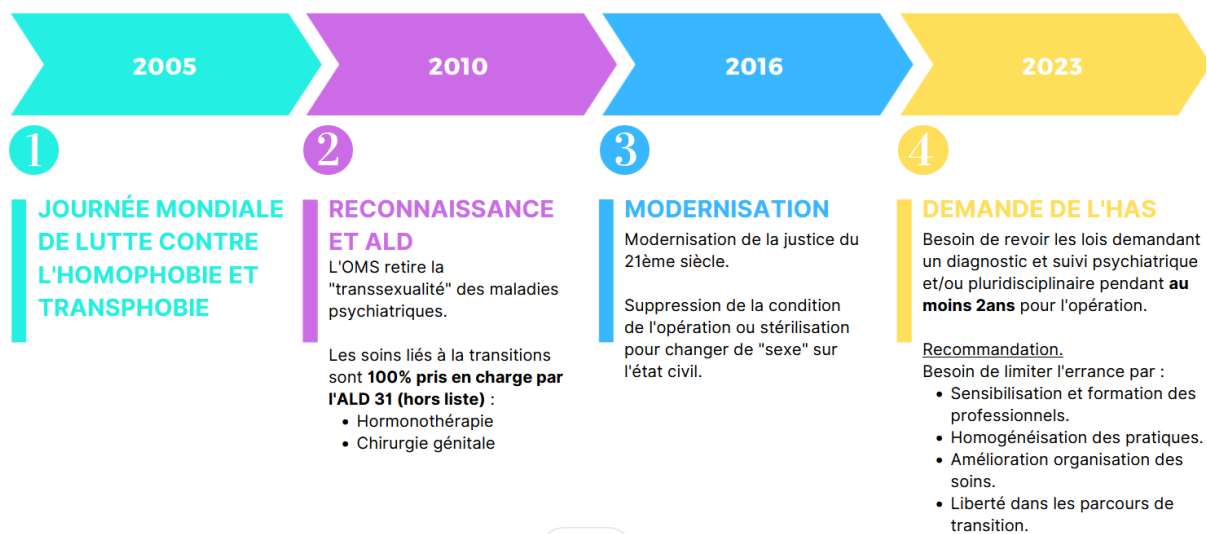 2005
2010
2016
2023
1
2
3
4
JOURNÉE MONDIALE
DE LUTTE CONTRE
L'HOMOPHOBIE ET
TRANSPHOBIE
RECONNAISSANCE
ET ALD
L'OMS retire la
"transsexualité" des maladies
psychiatriques.
Les soins liés à la transitions
sont 100% pris en charge par
l'ALD 31 (hors liste) :
• Hormonothérapie
• Chirurgie génitale
MODERNISATION
Modernisation de la justice du
21ème siècle.
Suppression de la condition
de l'opération ou stérilisation
pour changer de "sexe" sur
l'état civil.
DEMANDE DE L'HAS
Besoin de revoir les lois demandant
un diagnostic et suivi psychiatrique
et/ou pluridisciplinaire pendant au
moins 2ans pour l'opération.
Recommandation.
Besoin de limiter l'errance par :
• Sensibilisation et formation des
professionnels.
• Homogénéisation des pratiques.
• Amélioration organisation des
soins.
• Liberté dans les parcours de
transition.